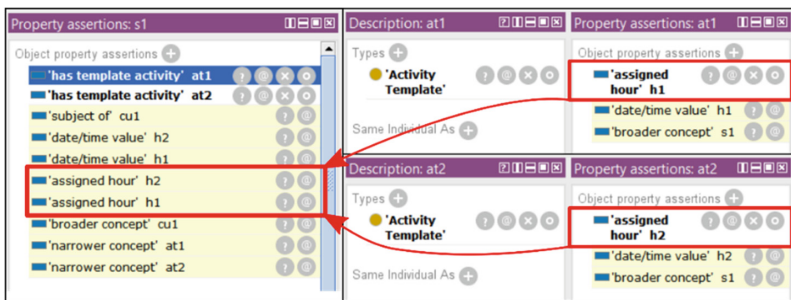 Property assertions: s1
Object property assertions
'has template activity' at1
'has template activity' at2
'subject of' cu1
'date/time value' h2
'date/time value' h1
'assigned hour' h2
'assigned hour' h1
'broader concept' cu1
'narrower concept' at1
'narrower concept' at2
Description: at1
Types
'Activity
Template'
Same Individual As
Property assertions: at1
Object property assertions
'assigned
hour' h1
'date/time value' h1
'broader concept' s1
Description: at2
Types
'Activity
Template'
Same Individual As
Property assertions: at2
Object property assertions
'assigned
hour' h2
'date/time value' h2
'broader concept' s1